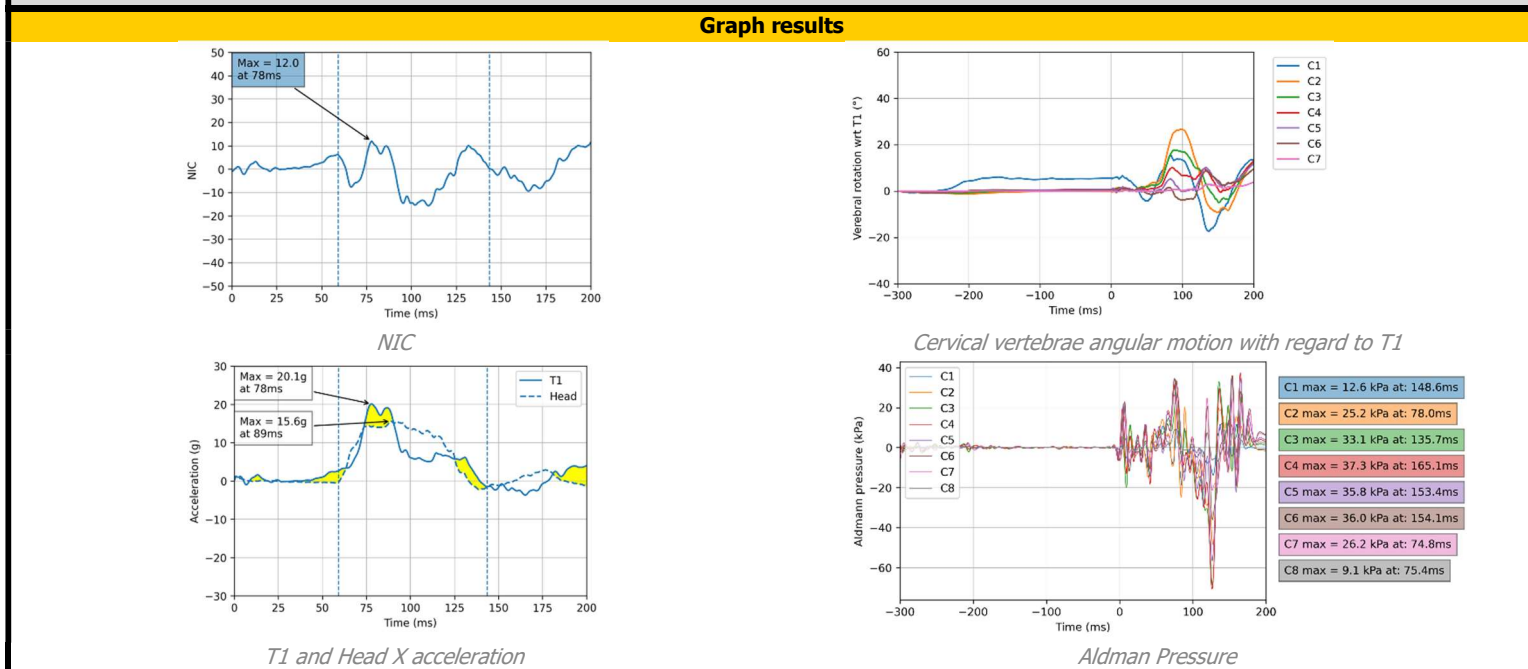 Graph results
50
40
30
20
10
0
−10
−20
−30
−40
−50
NIC
Max = 12.0
at 78ms
0 25 50 75 100 125 150 175 200
Time (ms)
NIC
60
40
20
0
−20
−40
Verebral rotation wrt T1 (°)
C1
C2
C3
C4
C5
C6
C7
−300 −200 −100 0 100 200
Time (ms)
Cervical vertebrae angular motion with regard to T1
30
20
10
0
−10
−20
−30
Acceleration (g)
Max = 20.1g
at 78ms
Max = 15.6g
at 89ms
T1
Head
0 25 50 75 100 125 150 175 200
Time (ms)
T1 and Head X acceleration
40
20
0
−20
−40
−60
Aldmann pressure (kPa)
C1
C2
C3
C4
C5
C6
C7
C8
−300 −200 −100 0 100 200
Time (ms)
C1 max = 12.6 kPa at: 148.6ms
C2 max = 25.2 kPa at: 78.0ms
C3 max = 33.1 kPa at: 135.7ms
C4 max = 37.3 kPa at: 165.1ms
C5 max = 35.8 kPa at: 153.4ms
C6 max = 36.0 kPa at: 154.1ms
C7 max = 26.2 kPa at: 74.8ms
C8 max = 9.1 kPa at: 75.4ms
Aldman Pressure